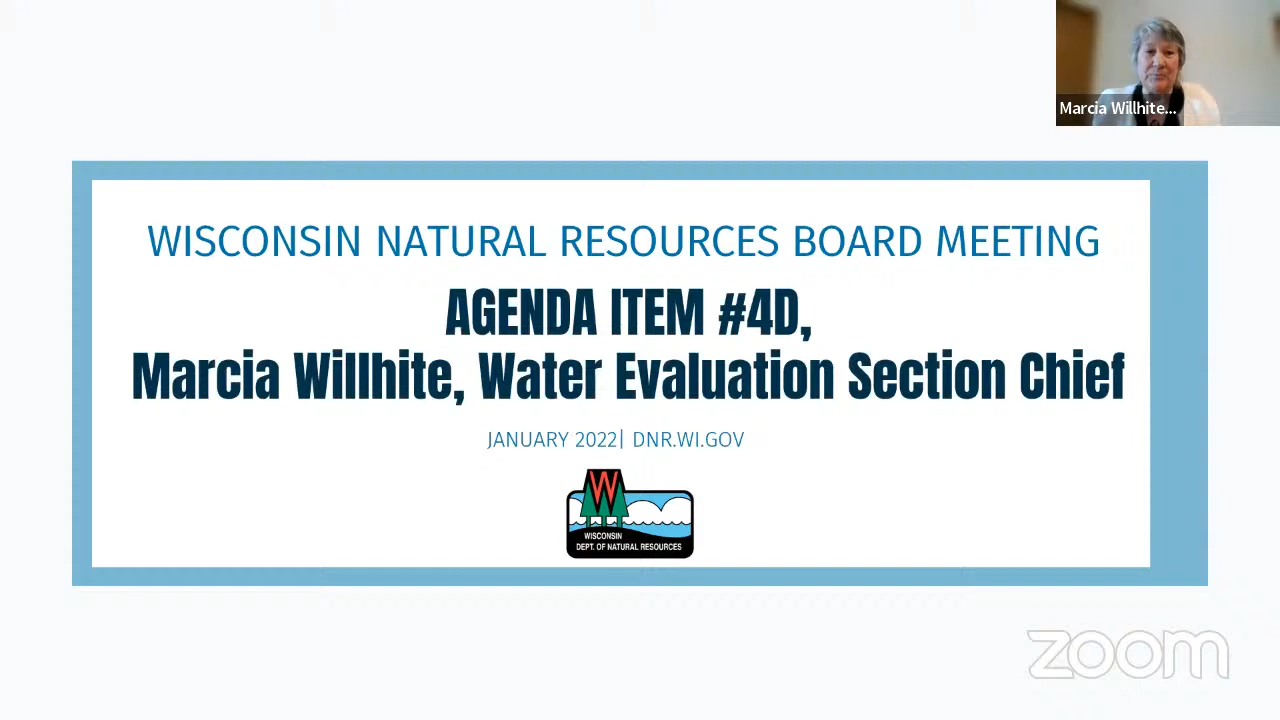 Marcia Willhite...
WISCONSIN NATURAL RESOURCES BOARD MEETING
AGENDA ITEM #4D,
Marcia Willhite, Water Evaluation Section Chief
JANUARY 2022| DNR.WI.GOV
W
WISCONSIN
DEPT. OF NATURAL RESOURCES
zoom